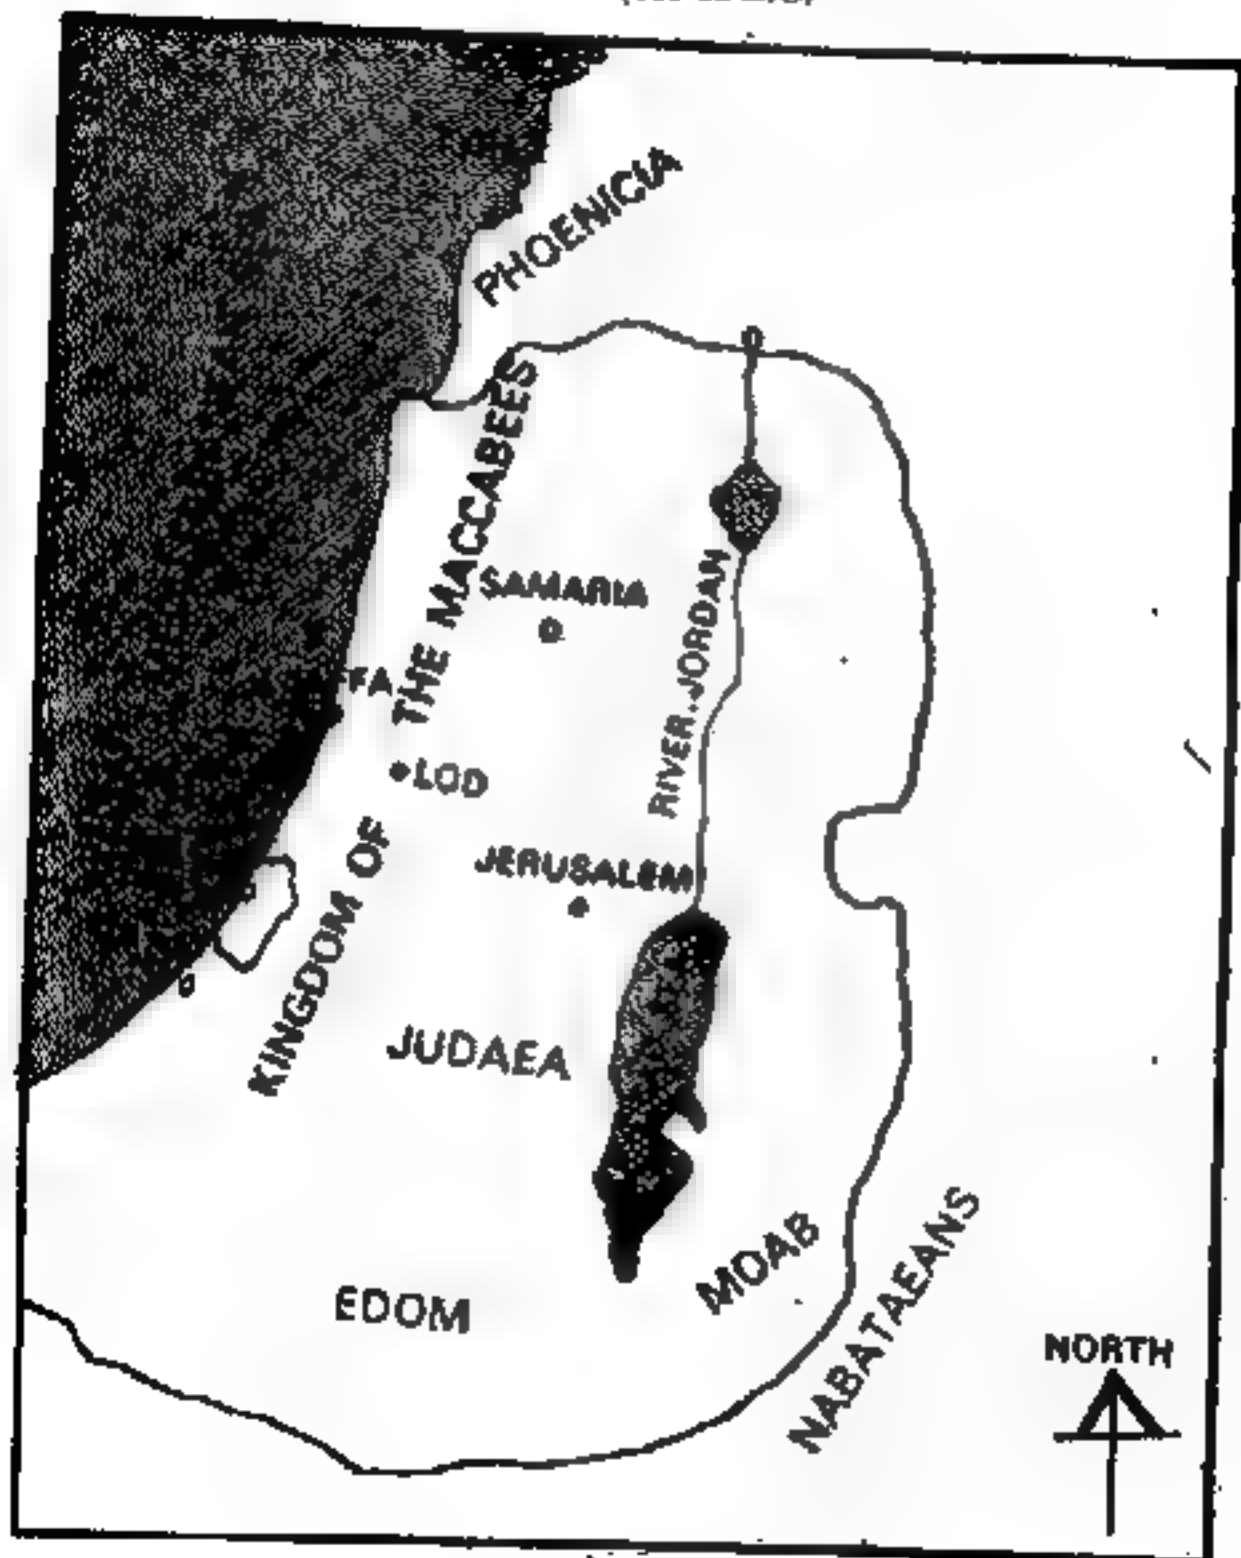 PHOENICIA
KINGDOM OF THE MACCABEES
SAMARIA
RIVER JORDAN
LOD
JERUSALEM
JUDAEA
MOAB
EDOM
NABATAEANS
NORTH